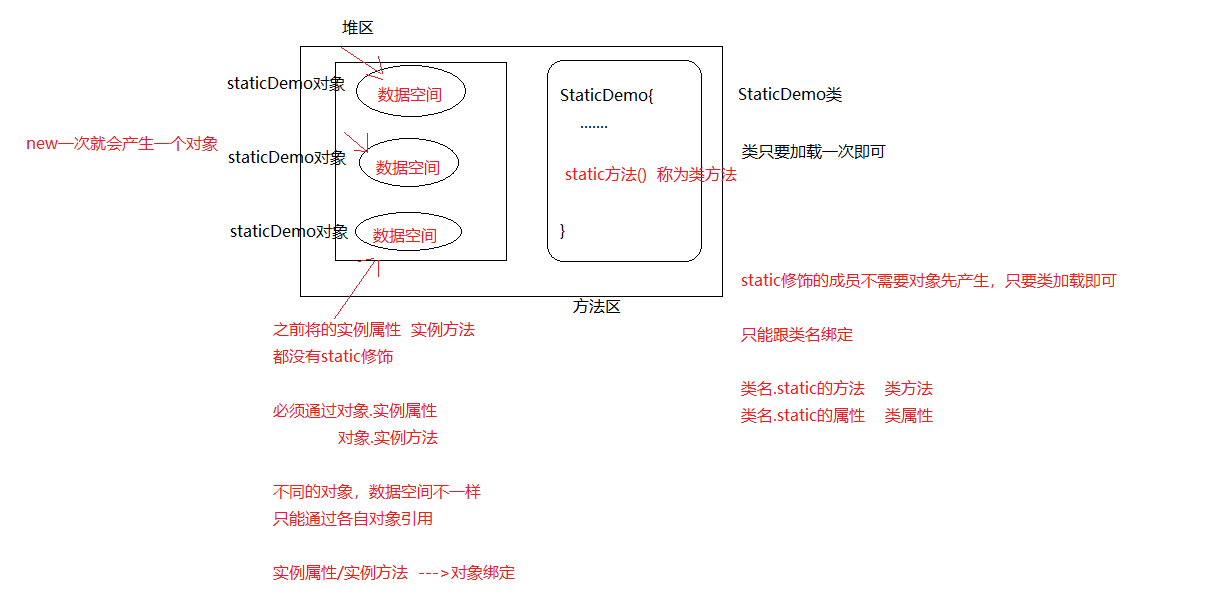 堆区
staticDemo对象
数据空间
StaticDemo{
StaticDemo类
.......
new一次就会产生一个对象
staticDemo对象
数据空间
类只要加载一次即可
static方法() 称为类方法
staticDemo对象
数据空间
}
方法区
static修饰的成员不需要对象先产生，只要类加载即可
只能跟类名绑定
类名.static的方法 类方法
类名.static的属性 类属性
之前将的实例属性 实例方法
都没有static修饰
必须通过对象.实例属性
对象.实例方法
不同的对象，数据空间不一样
只能通过各自对象引用
实例属性/实例方法 --->对象绑定